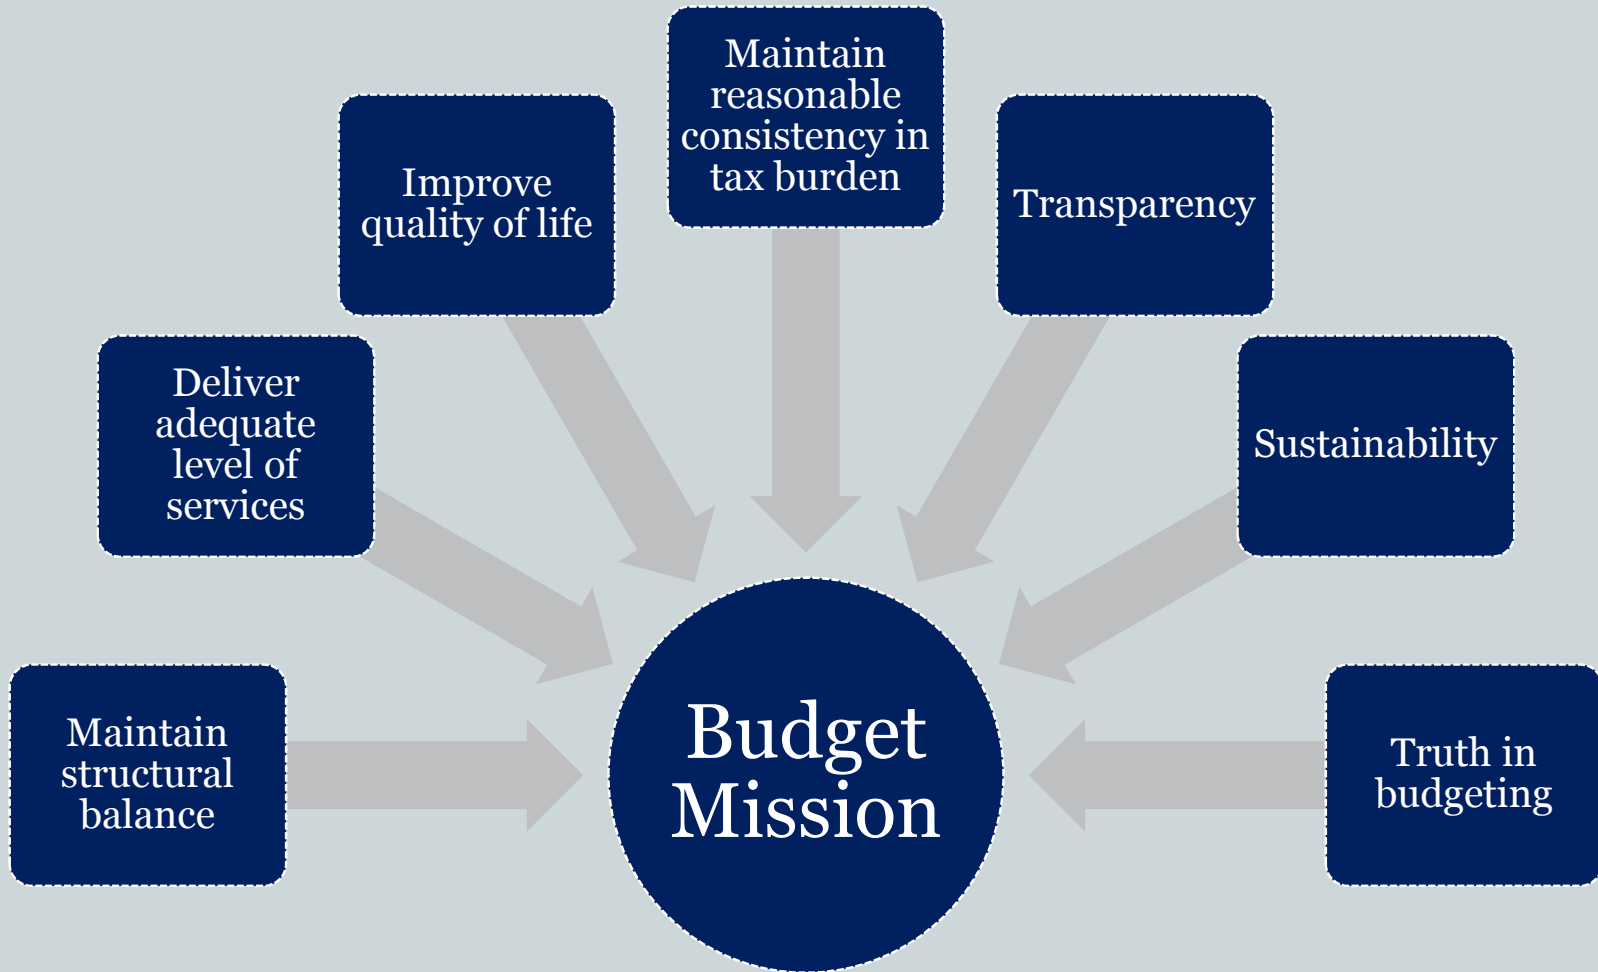 Maintain
structural
balance
Deliver
adequate
level of
services
Improve
quality of life
Maintain
reasonable
consistency in
tax burden
Transparency
Sustainability
Truth in
budgeting
Budget
Mission